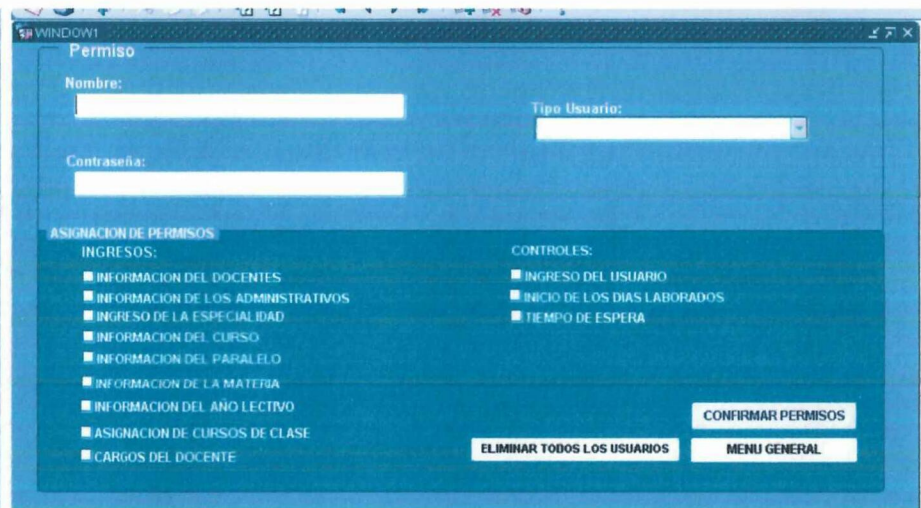 WINDOW1
Permiso
Nombre:
Tipo Usuario:
Contraseña:
ASIGNACION DE PERMISOS
INGRESOS:
INFORMACION DEL DOCENTES
INFORMACION DE LOS ADMINISTRATIVOS
INGRESO DE LA ESPECIALIDAD
INFORMACION DEL CURSO
INFORMACION DEL PARALELO
INFORMACION DE LA MATERIA
INFORMACION DEL AÑO LECTIVO
ASIGNACION DE CURSOS DE CLASE
CARGOS DEL DOCENTE
CONTROLES:
INGRESO DEL USUARIO
INICIO DE LOS DIAS LABORADOS
TIEMPO DE ESPERA
CONFIRMAR PERMISOS
ELIMINAR TODOS LOS USUARIOS
MENU GENERAL